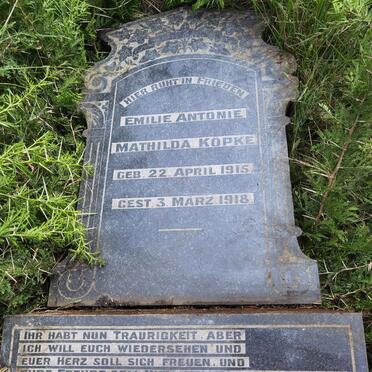 HIER RUHT IN FRIEDEN
EMILIE ANTONIE
MATHILDA KÖPKE
GEB. 22. APRIL 1915
GEST 3. MÄRZ 1918.
IHR HABT NUN TRAURIGKEIT, ABER
ICH WILL EUCH WIEDERSEHEN UND
EUER HERZ SOLL SICH FREUEN, UND